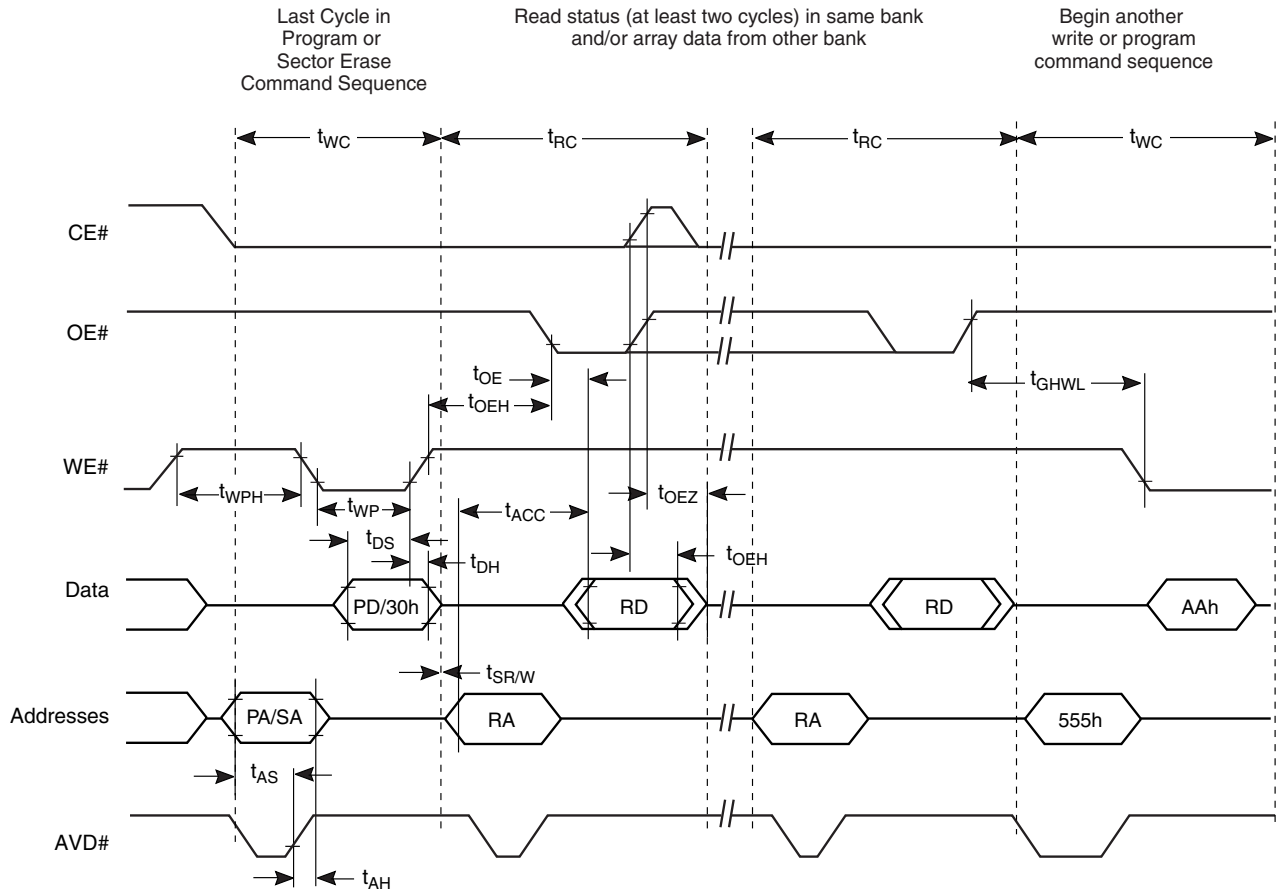 Last Cycle in
Program or
Sector Erase
Command Sequence
Read status (at least two cycles) in same bank
and/or array data from other bank
Begin another
write or program
command sequence
tWC
tRC
tRC
tWC
CE#
OE#
tOE
tOEH
tGHWL
WE#
tWPH
tWP
tACC
tOEZ
tDS
tDH
tOEH
Data
PD/30h
RD
RD
AAh
tSR/W
Addresses
PA/SA
RA
RA
555h
tAS
AVD#
tAH